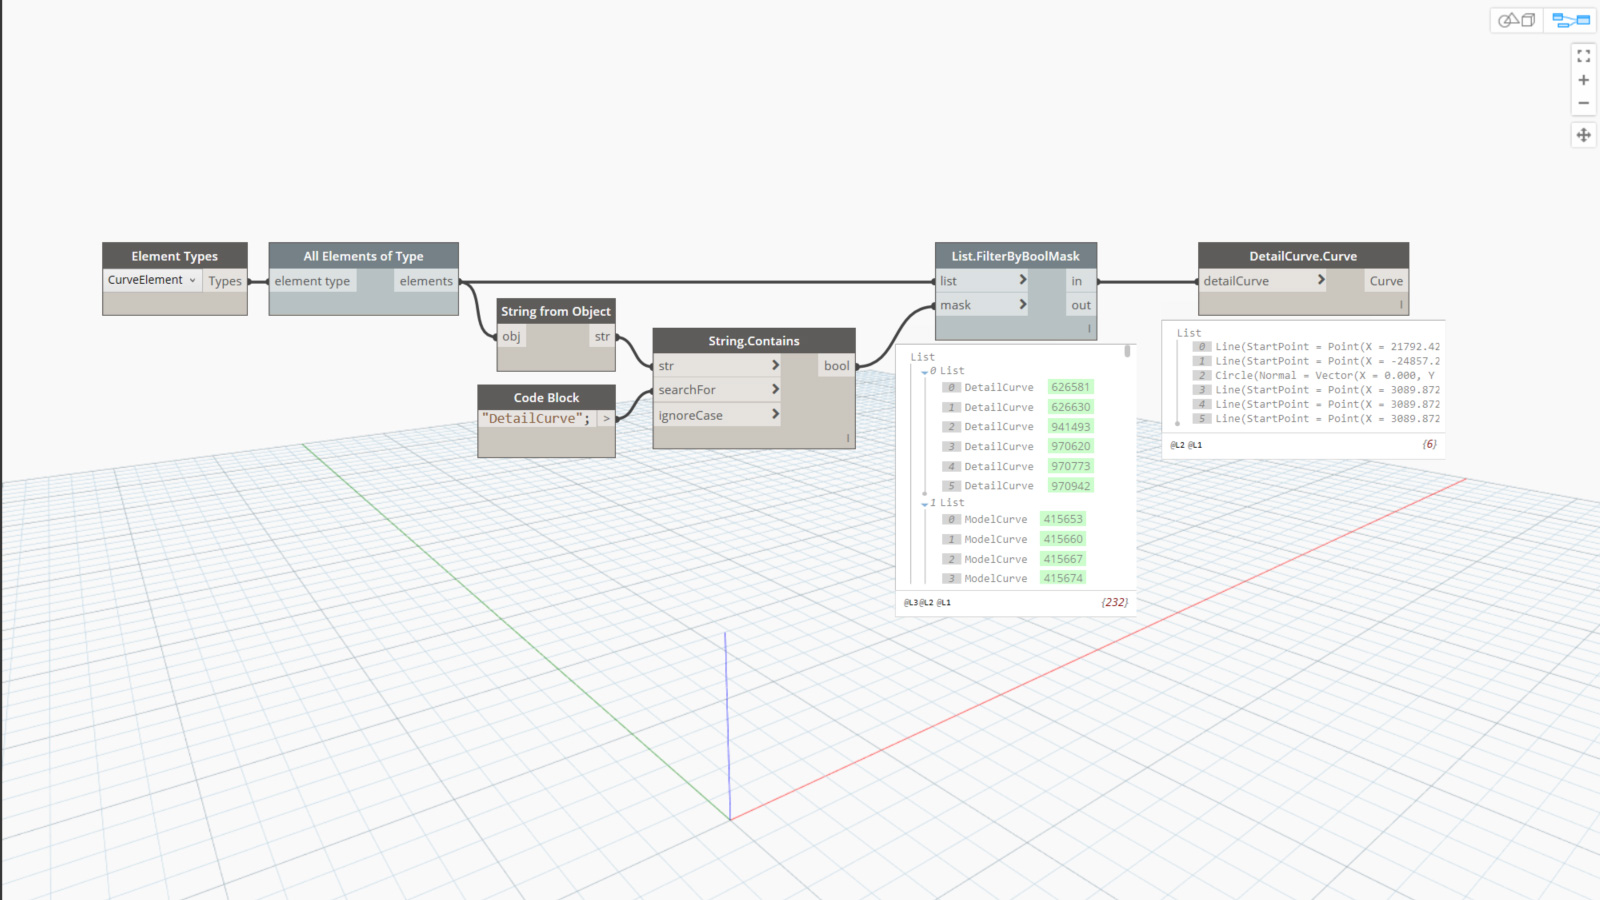 Element Types
CurveElement
Types
All Elements of Type
element type
elements
String from Object
obj
str
Code Block
"DetailCurve";
>
String.Contains
str
searchFor
ignoreCase
bool
List.FilterByBoolMask
list
mask
in
out
List
0 List
0 DetailCurve 626581
1 DetailCurve 626630
2 DetailCurve 941493
3 DetailCurve 970620
4 DetailCurve 970773
5 DetailCurve 970942
1 List
0 ModelCurve 415653
1 ModelCurve 415660
2 ModelCurve 415667
3 ModelCurve 415674
@L3 @L2 @L1
{232}
DetailCurve.Curve
detailCurve
Curve
List
0 Line(StartPoint = Point(X = 21792.42
1 Line(StartPoint = Point(X = -24857.2
2 Circle(Normal = Vector(X = 0.000, Y
3 Line(StartPoint = Point(X = 3089.872
4 Line(StartPoint = Point(X = 3089.872
5 Line(StartPoint = Point(X = 3089.872
@L2 @L1
{6}